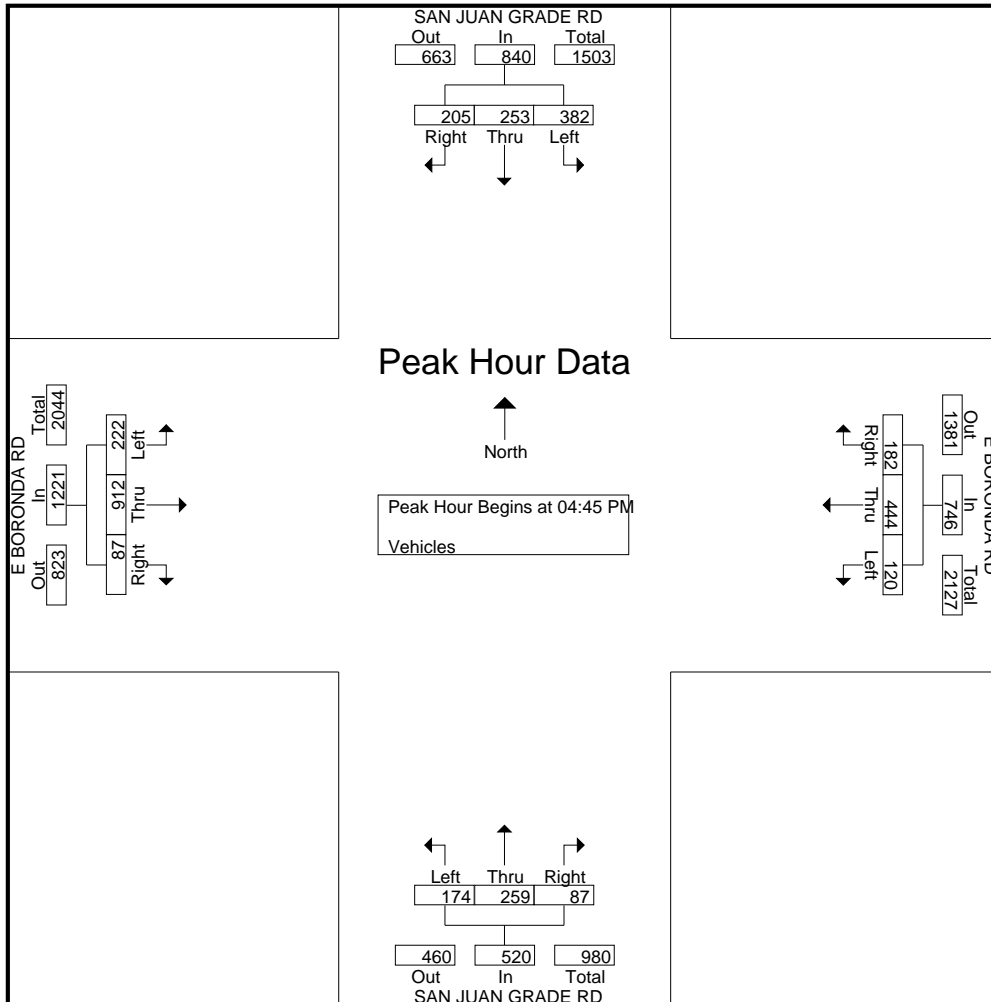 SAN JUAN GRADE RD
Out In Total
663 840 1503
205 253 382
Right Thru Left
Peak Hour Data
North
Peak Hour Begins at 04:45 PM
Vehicles
E BORONDA RD
Out In Total
823 1221 2044
Left Thru Right
222 912 87
E BORONDA RD
Out In Total
1381 746 2127
Right Thru Left
182 444 120
Left Thru Right
174 259 87
460 520 980
Out In Total
SAN JUAN GRADE RD